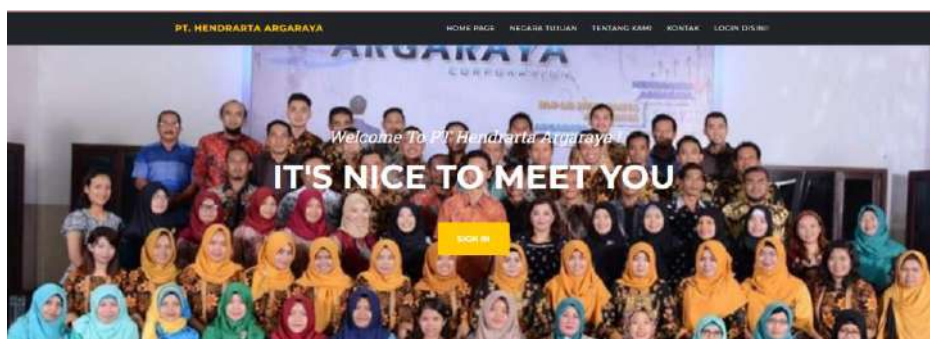 PT. HENDRARTA ARGARAYA
HOME PAGE NEGARA TUJUAN TENTANG KAMI KONTAK LOGIN DISINI!
ARGARAYA
CORPORATION
Welcome To PT Hendrarta Argaraya !
IT'S NICE TO MEET YOU
SIGN IN